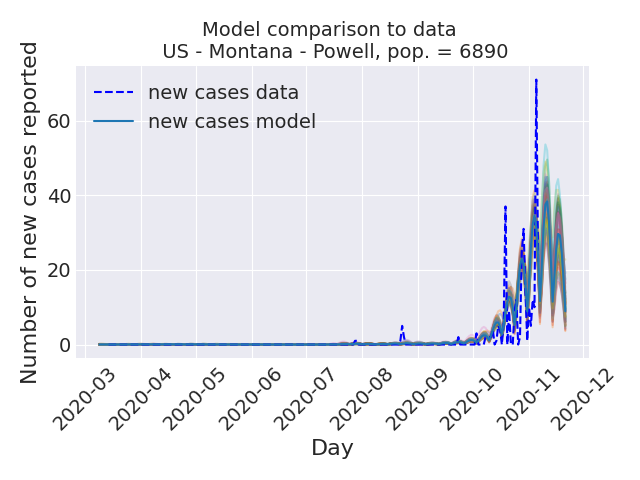 Model comparison to data
US - Montana - Powell, pop. = 6890
Number of new cases reported
new cases data
new cases model
60
40
20
0
2020-03
2020-04
2020-05
2020-06
2020-07
2020-08
2020-09
2020-10
2020-11
2020-12
Day